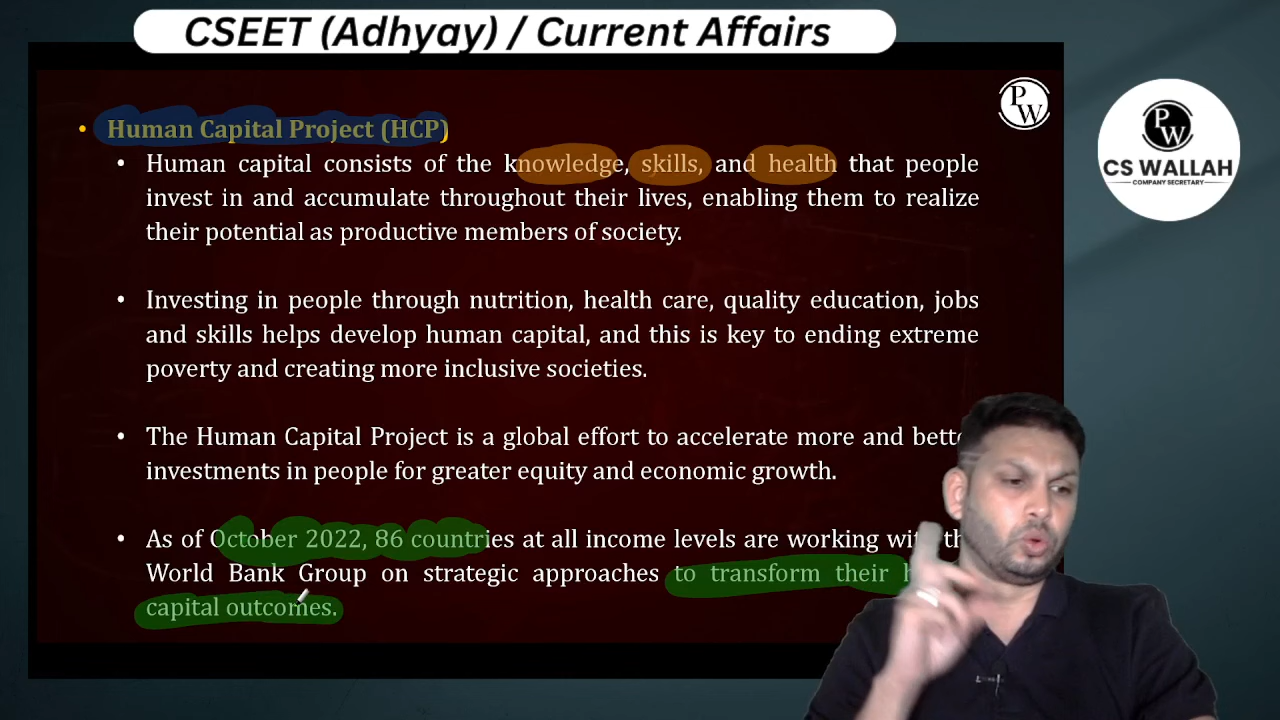 CSEET (Adhyay) / Current Affairs
PW
PW
CS WALLAH
COMPANY SECRETARY
• Human Capital Project (HCP)
• Human capital consists of the knowledge, skills, and health that people
invest in and accumulate throughout their lives, enabling them to realize
their potential as productive members of society.
• Investing in people through nutrition, health care, quality education, jobs
and skills helps develop human capital, and this is key to ending extreme
poverty and creating more inclusive societies.
• The Human Capital Project is a global effort to accelerate more and
investments in people for greater equity and economic growth.
• As of October 2022, 86 countries at all income levels are working
World Bank Group on strategic approaches to transform their
capital outcomes.